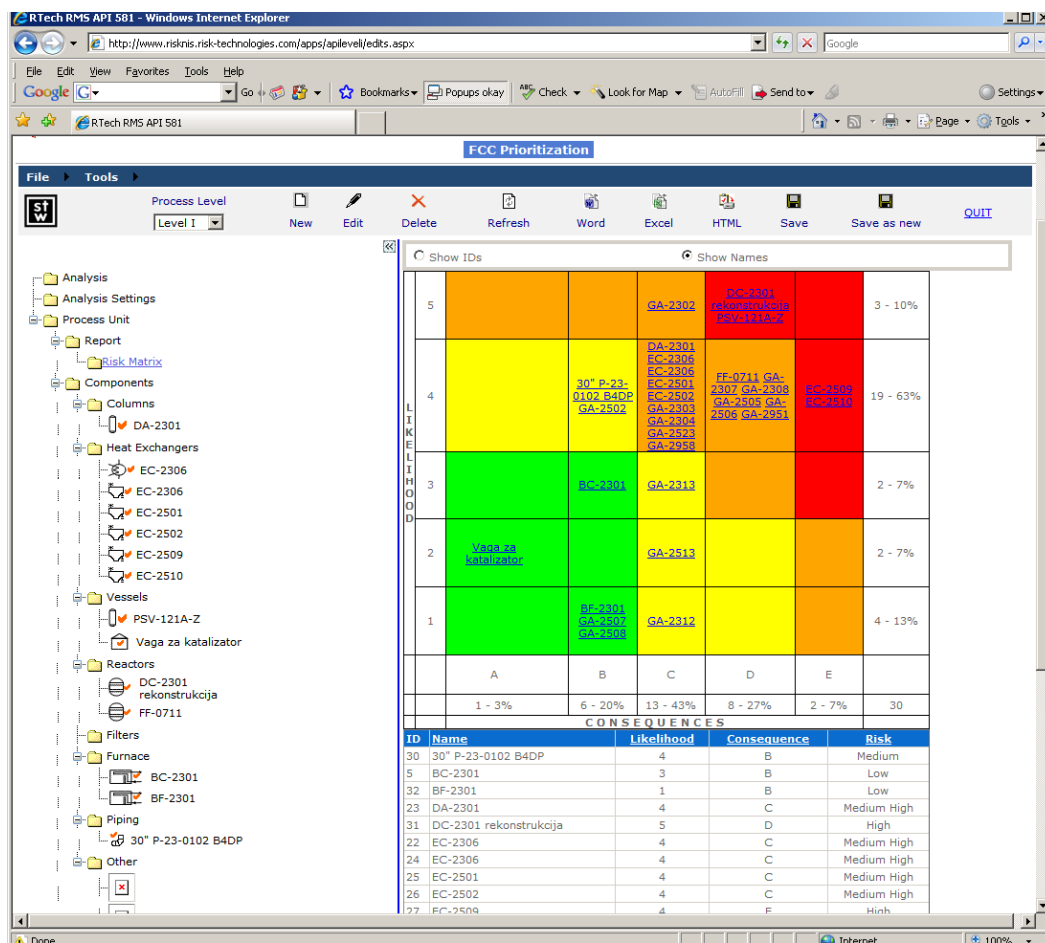 RTech RMS API 581 - Windows Internet Explorer
http://www.risknis.risk-technologies.com/apps/apileveli/edits.aspx
Google
File Edit View Favorites Tools Help
Google G Go Bookmarks Popups okay ABC Check Look for Map AutoFill Send to Settings
RTech RMS API 581
Page Tools
FCC Prioritization
File Tools
st w
Process Level
Level I
New Edit Delete Refresh Word Excel HTML Save Save as new QUIT
Show IDs Show Names
Analysis
Analysis Settings
Process Unit
Report
Risk Matrix
Components
Columns
DA-2301
Heat Exchangers
EC-2306
EC-2306
EC-2501
EC-2502
EC-2509
EC-2510
Vessels
PSV-121A-Z
Vaga za katalizator
Reactors
DC-2301
rekonstrukcija
FF-0711
Filters
Furnace
BC-2301
BF-2301
Piping
30" P-23-0102 B4DP
Other
LIKELIHOOD
5
GA-2302
DC-2301
rekonstrukcija
PSV-121A-Z
3 - 10%
4
30" P-23-
0102 B4DP
GA-2502
DA-2301
EC-2306
EC-2306
EC-2501
EC-2502
GA-2303
GA-2304
GA-2523
GA-2958
FF-0711 GA-
2307 GA-2308
GA-2505 GA-
2506 GA-2951
EC-2509
EC-2510
19 - 63%
3
BC-2301
GA-2313
2 - 7%
2
Vaga za
katalizator
GA-2513
2 - 7%
1
BF-2301
GA-2507
GA-2508
GA-2312
4 - 13%
A B C D E
1 - 3% 6 - 20% 13 - 43% 8 - 27% 2 - 7% 30
CONSEQUENCES
ID Name Likelihood Consequence Risk
30 30" P-23-0102 B4DP 4 B Medium
5 BC-2301 3 B Low
32 BF-2301 1 B Low
23 DA-2301 4 C Medium High
31 DC-2301 rekonstrukcija 5 D High
22 EC-2306 4 C Medium High
24 EC-2306 4 C Medium High
25 EC-2501 4 C Medium High
26 EC-2502 4 C Medium High
27 EC-2509 4 E High
Done Internet 100%